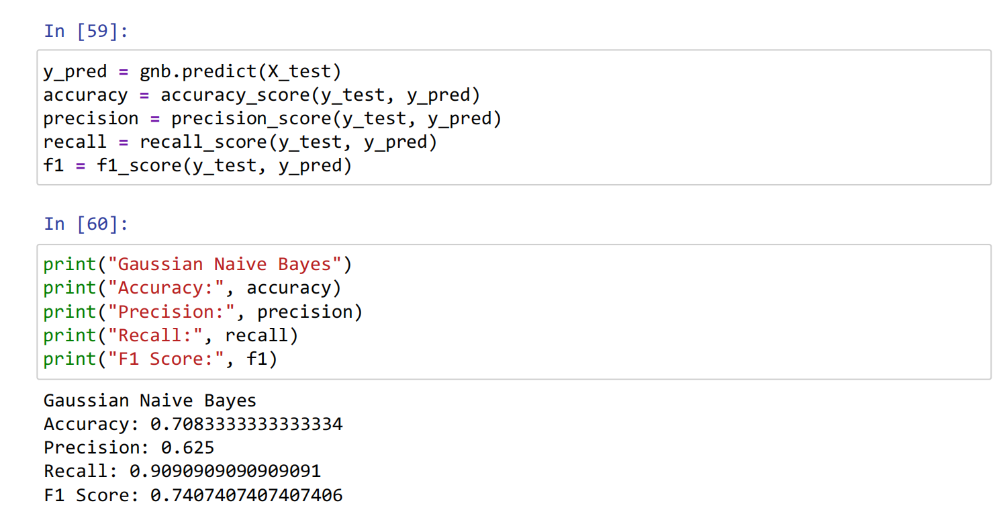 In [59]:
y_pred = gnb.predict(X_test)
accuracy = accuracy_score(y_test, y_pred)
precision = precision_score(y_test, y_pred)
recall = recall_score(y_test, y_pred)
f1 = f1_score(y_test, y_pred)
In [60]:
print("Gaussian Naive Bayes")
print("Accuracy:", accuracy)
print("Precision:", precision)
print("Recall:", recall)
print("F1 Score:", f1)
Gaussian Naive Bayes
Accuracy: 0.7083333333333334
Precision: 0.625
Recall: 0.9090909090909091
F1 Score: 0.7407407407407406